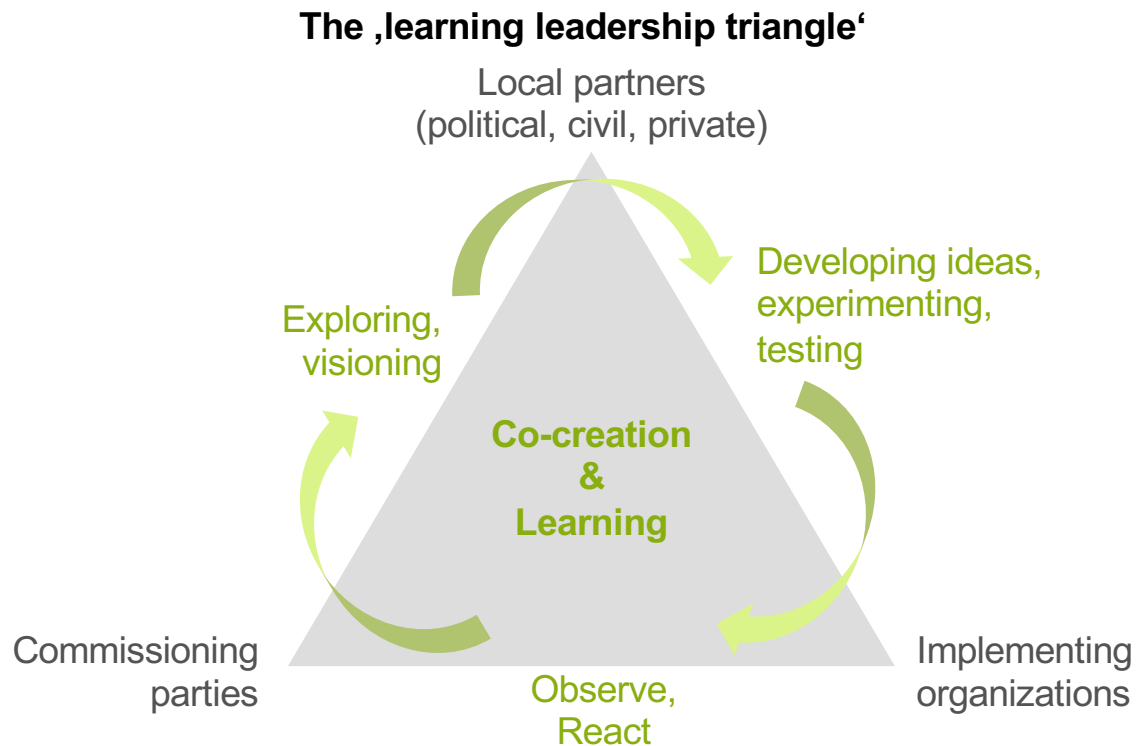 The ‚learning leadership triangle‘
Local partners
(political, civil, private)
Developing ideas,
experimenting,
testing
Exploring,
visioning
Co-creation
&
Learning
Commissioning
parties
Implementing
organizations
Observe,
React